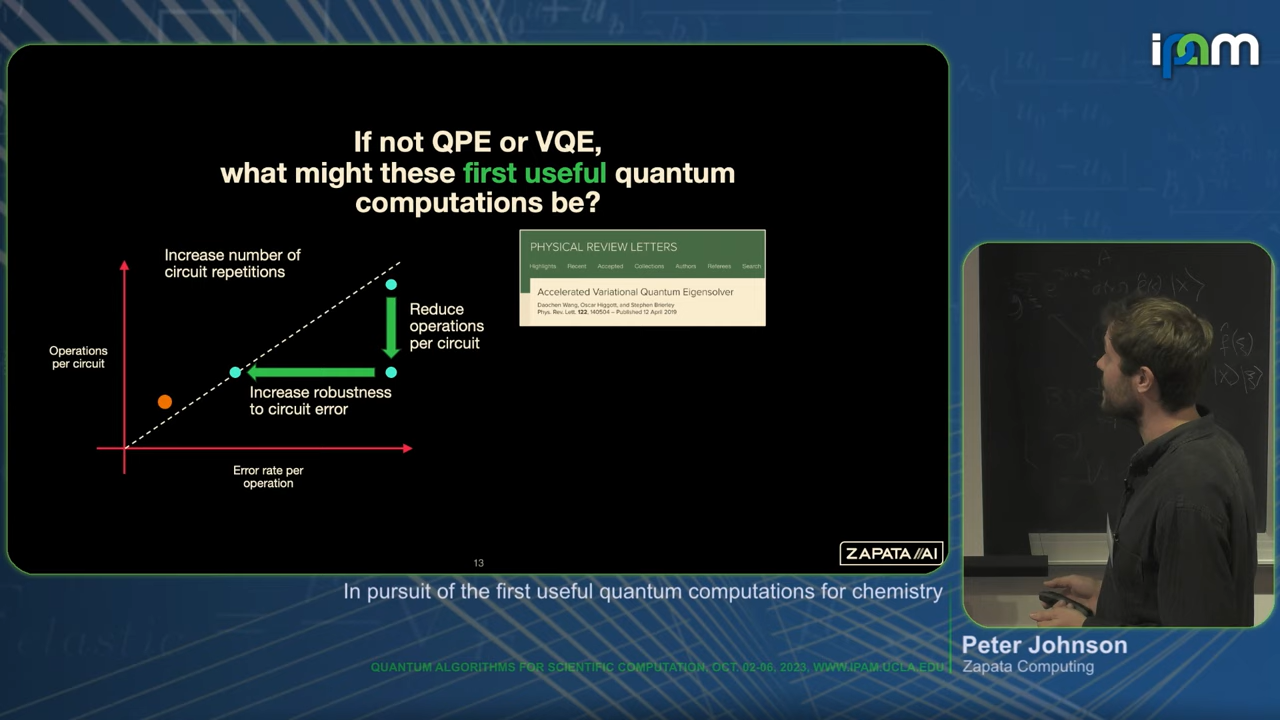 ipam
If not QPE or VQE,
what might these first useful quantum
computations be?
Increase number of
circuit repetitions
Operations
per circuit
Reduce
operations
per circuit
Increase robustness
to circuit error
Error rate per
operation
PHYSICAL REVIEW LETTERS
Highlights Recent Accepted Collections Authors Referees Search
Accelerated Variational Quantum Eigensolver
Daochen Wang, Oscar Higgott, and Stephen Brierley
Phys. Rev. Lett. 122, 140504 – Published 12 April 2019
13
ZAPATA//AI
In pursuit of the first useful quantum computations for chemistry
Peter Johnson
Zapata Computing
QUANTUM ALGORITHMS FOR SCIENTIFIC COMPUTATION, OCT. 02-06, 2023, WWW.IPAM.UCLA.EDU